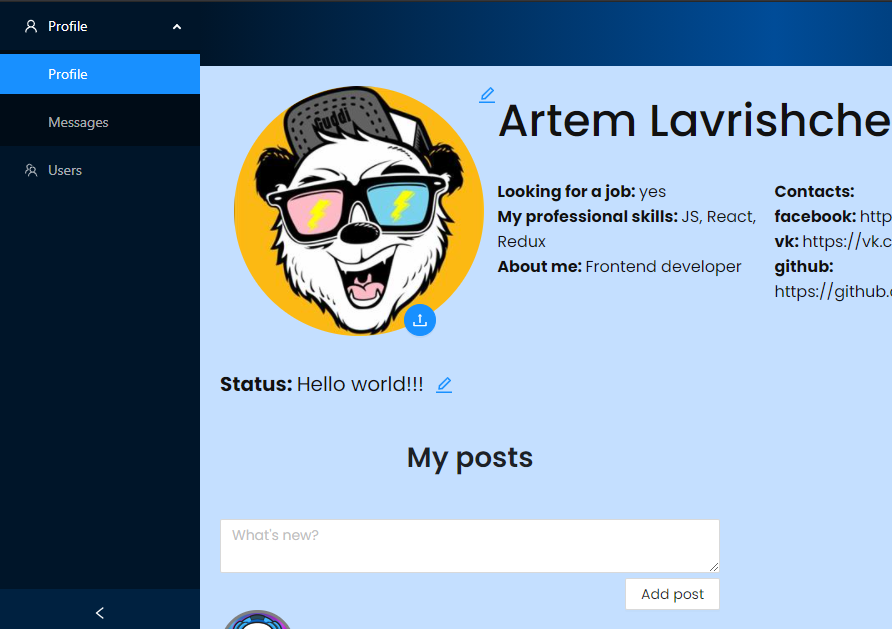 Profile
Profile
Messages
Users
Guddi
Artem Lavrishche
Looking for a job: yes
My professional skills: JS, React,
Redux
About me: Frontend developer
Contacts:
facebook: http
vk: https://vk.c
github:
https://github.
Status: Hello world!!!
My posts
What's new?
Add post